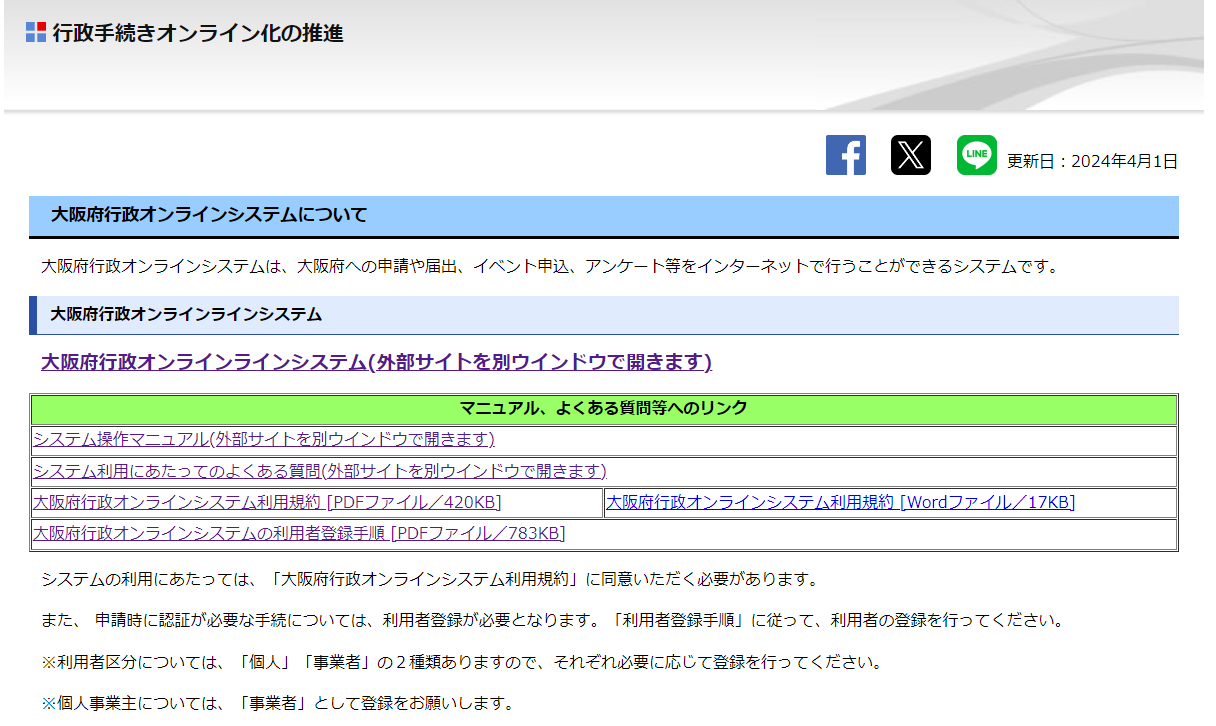 行政手続きオンライン化の推進
LINE 更新日：2024年4月1日
大阪府行政オンラインシステムについて
大阪府行政オンラインシステムは、大阪府への申請や届出、イベント申込、アンケート等をインターネットで行うことができるシステムです。
大阪府行政オンラインラインシステム
大阪府行政オンラインラインシステム(外部サイトを別ウインドウで開きます)
マニュアル、よくある質問等へのリンク
システム操作マニュアル(外部サイトを別ウインドウで開きます)
システム利用にあたってのよくある質問(外部サイトを別ウインドウで開きます)
大阪府行政オンラインシステム利用規約 [PDFファイル／420KB] 大阪府行政オンラインシステム利用規約 [Wordファイル／17KB]
大阪府行政オンラインシステムの利用者登録手順 [PDFファイル／783KB]
システムの利用にあたっては、「大阪府行政オンラインシステム利用規約」に同意いただく必要があります。
また、 申請時に認証が必要な手続については、利用者登録が必要となります。「利用者登録手順」に従って、利用者の登録を行ってください。
※利用者区分については、「個人」「事業者」の２種類ありますので、それぞれ必要に応じて登録を行ってください。
※個人事業主については、「事業者」として登録をお願いします。